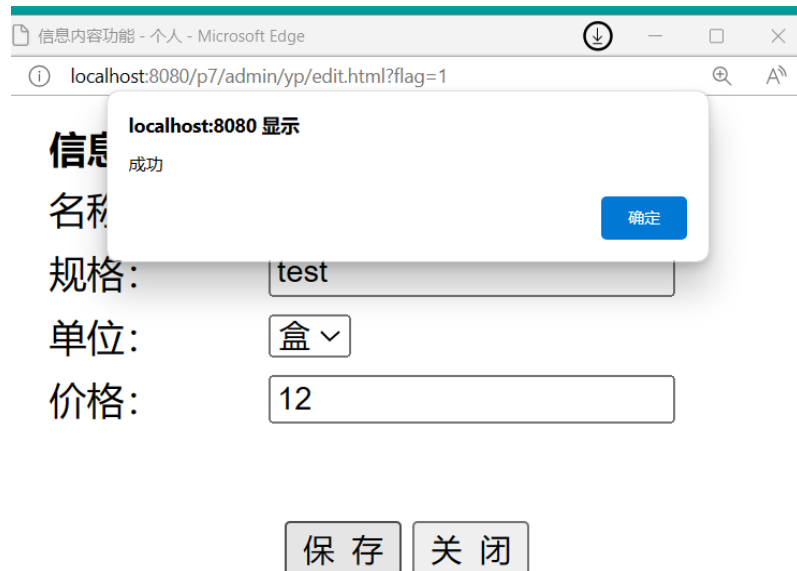 信息内容功能 - 个人 - Microsoft Edge
localhost:8080/p7/admin/yp/edit.html?flag=1
localhost:8080 显示
成功
确定
信息
名称
规格： test
单位： 盒
价格： 12
保 存 关 闭